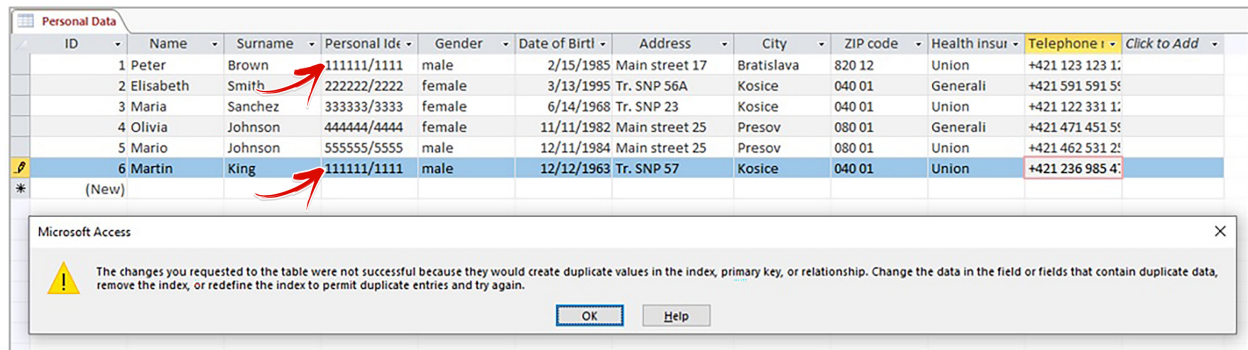 Personal Data
ID Name Surname Personal Ide Gender Date of Birth Address City ZIP code Health insur Telephone Click to Add
1 Peter Brown 111111/1111 male 2/15/1985 Main street 17 Bratislava 820 12 Union +421 123 123 12
2 Elisabeth Smith 222222/2222 female 3/13/1995 Tr. SNP 56A Kosice 040 01 Generali +421 591 591 59
3 Maria Sanchez 333333/3333 female 6/14/1968 Tr. SNP 23 Kosice 040 01 Union +421 122 331 12
4 Olivia Johnson 444444/4444 female 11/11/1982 Main street 25 Presov 080 01 Generali +421 471 451 59
5 Mario Johnson 555555/5555 male 12/11/1984 Main street 25 Presov 080 01 Union +421 462 531 25
6 Martin King 111111/1111 male 12/12/1963 Tr. SNP 57 Kosice 040 01 Union +421 236 985 47
(New)
Microsoft Access
The changes you requested to the table were not successful because they would create duplicate values in the index, primary key, or relationship. Change the data in the field or fields that contain duplicate data,
remove the index, or redefine the index to permit duplicate entries and try again.
OK Help